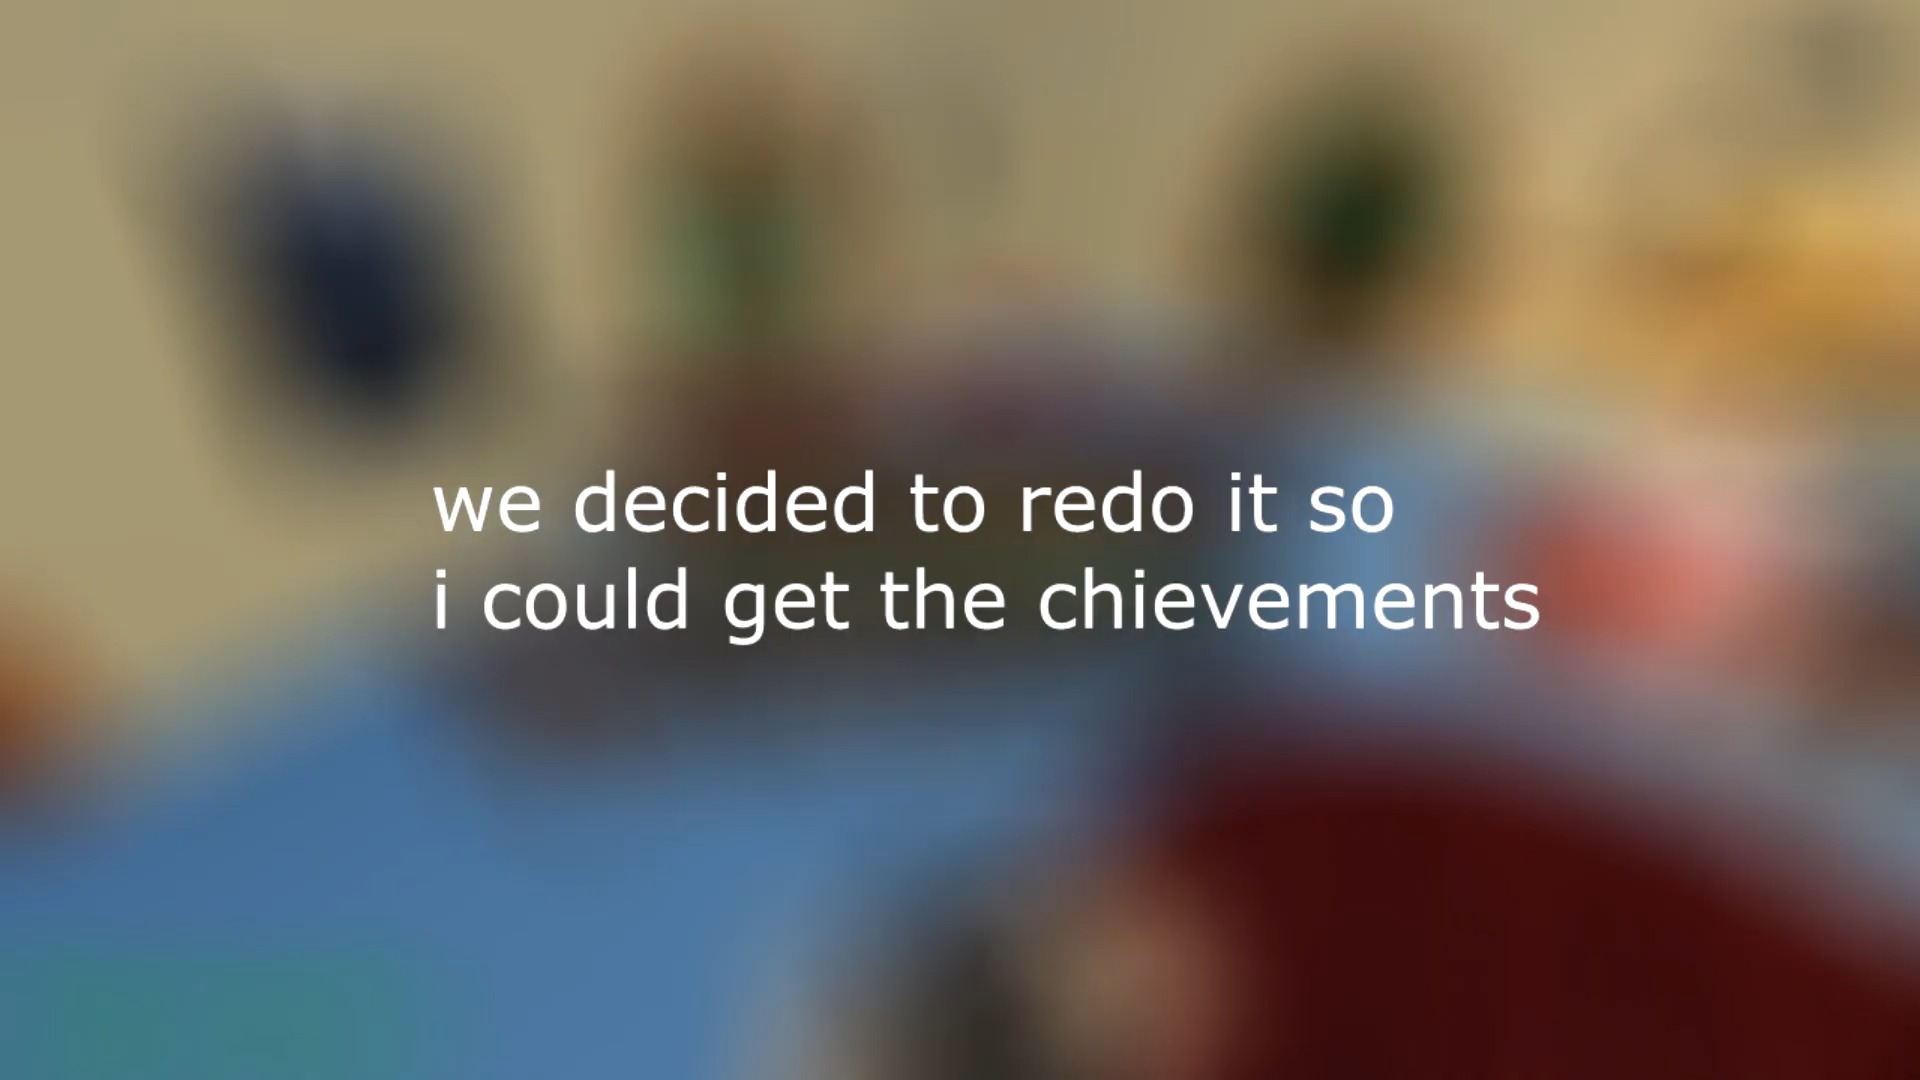 we decided to redo it so
i could get the chievements